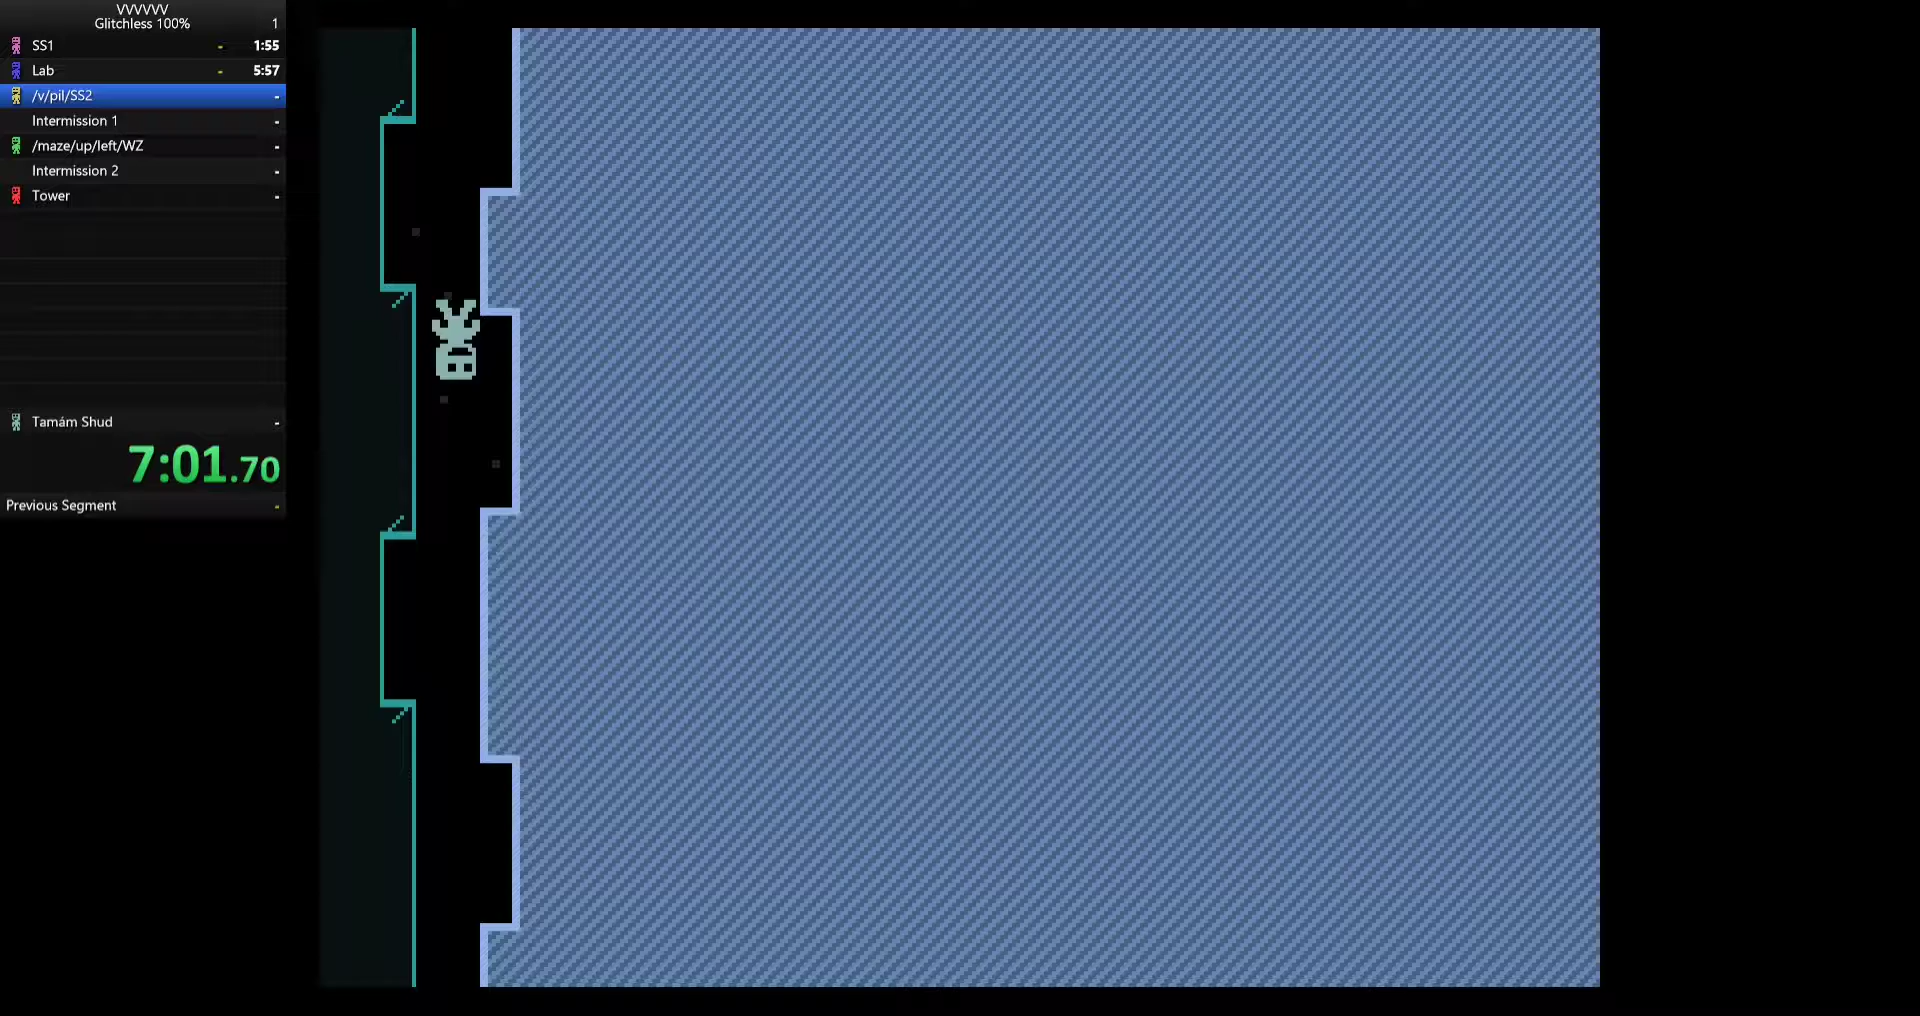 VVVVVV
Glitchless 100% 1
SS1 - 1:55
Lab - 5:57
/v/pil/SS2 -
Intermission 1 -
/maze/up/left/WZ -
Intermission 2 -
Tower -
Tamám Shud -
7:01.70
Previous Segment -